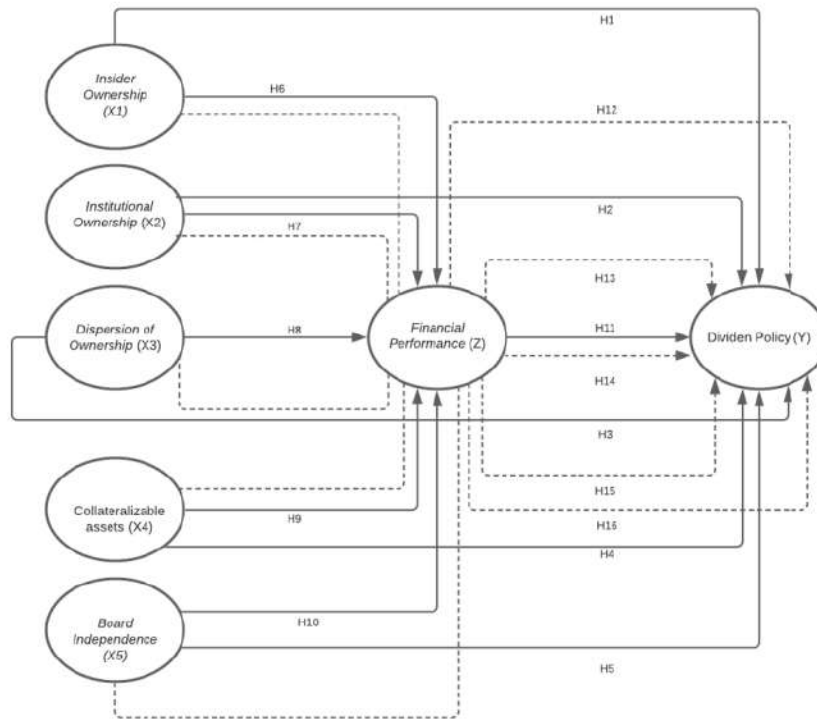 H1
Insider
Ownership
(X1)
H6
H12
Institutional
Ownership (X2)
H2
H7
H13
Dispersion of
Ownership (X3)
H8
Financial
Performance (Z)
H11
Dividen Policy (Y)
H14
H3
H15
Collateralizable
assets (X4)
H9
H16
H4
Board
Independence
(X5)
H10
H5